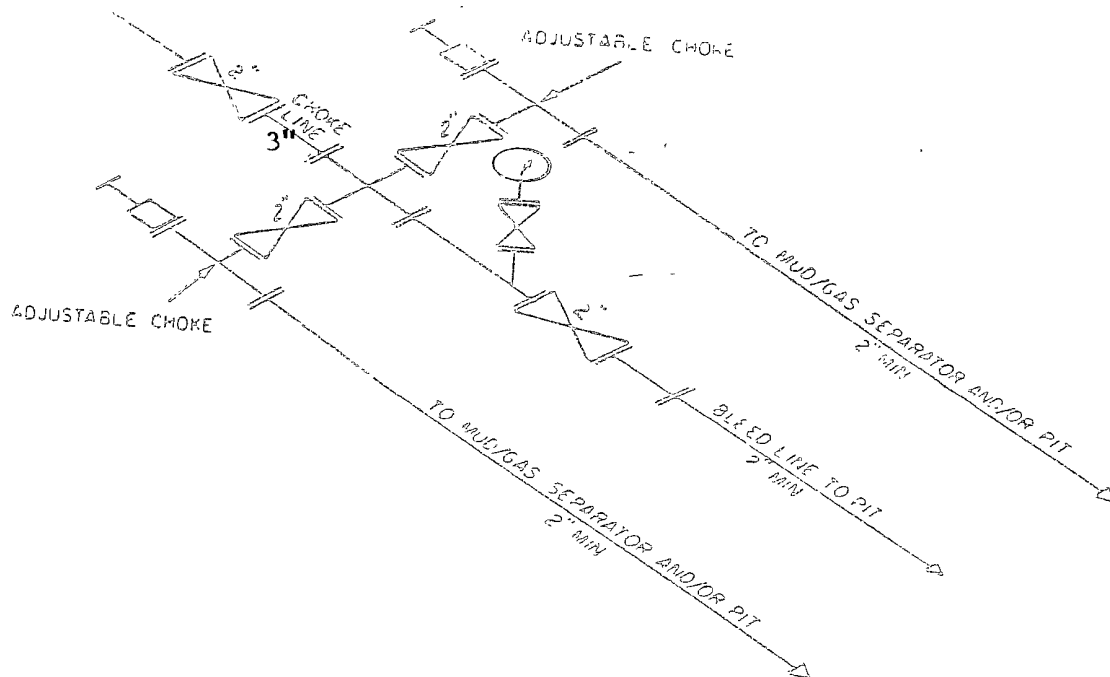 ADJUSTABLE CHOKE
2"
CHOKE
LINE
3"
2"
2"
ADJUSTABLE CHOKE
2"
TO MUD/GAS SEPARATOR AND/OR PIT
2" MIN
BLEED LINE TO PIT
2" MIN
TO MUD/GAS SEPARATOR AND/OR PIT
2" MIN